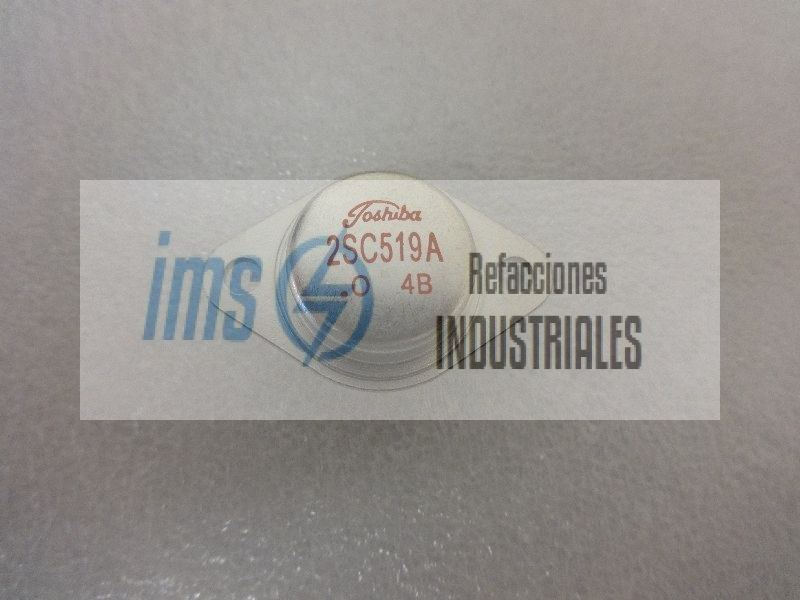 Toshiba
2SC519A
.O 4B
ims
Refacciones
INDUSTRIALES